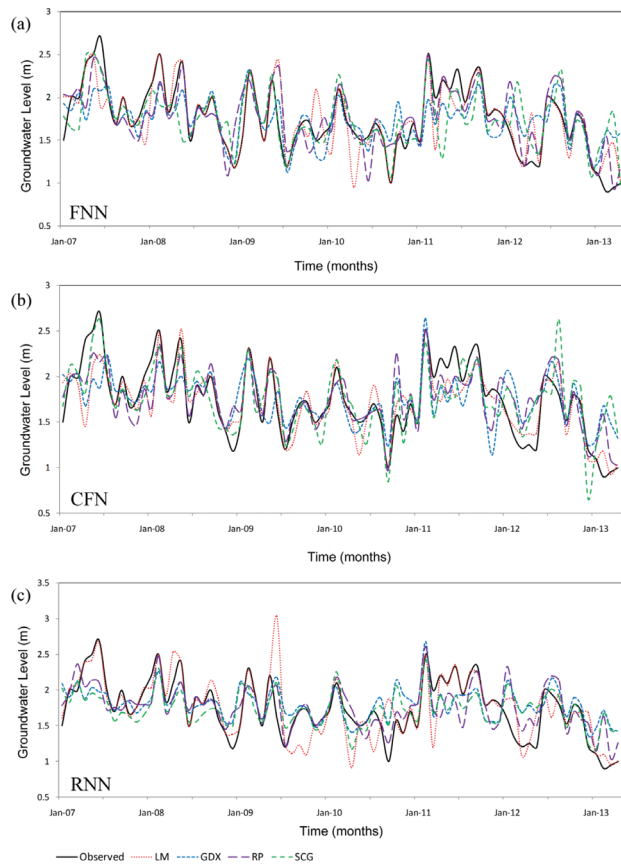 (a)
3
2.5
2
1.5
1
0.5
Groundwater Level (m)
FNN
Jan-07 Jan-08 Jan-09 Jan-10 Jan-11 Jan-12 Jan-13
Time (months)
(b)
3
2.5
2
1.5
1
0.5
Groundwater Level (m)
CFN
Jan-07 Jan-08 Jan-09 Jan-10 Jan-11 Jan-12 Jan-13
Time (months)
(c)
3.5
3
2.5
2
1.5
1
0.5
Groundwater Level (m)
RNN
Jan-07 Jan-08 Jan-09 Jan-10 Jan-11 Jan-12 Jan-13
Time (months)
Observed LM GDX RP SCG